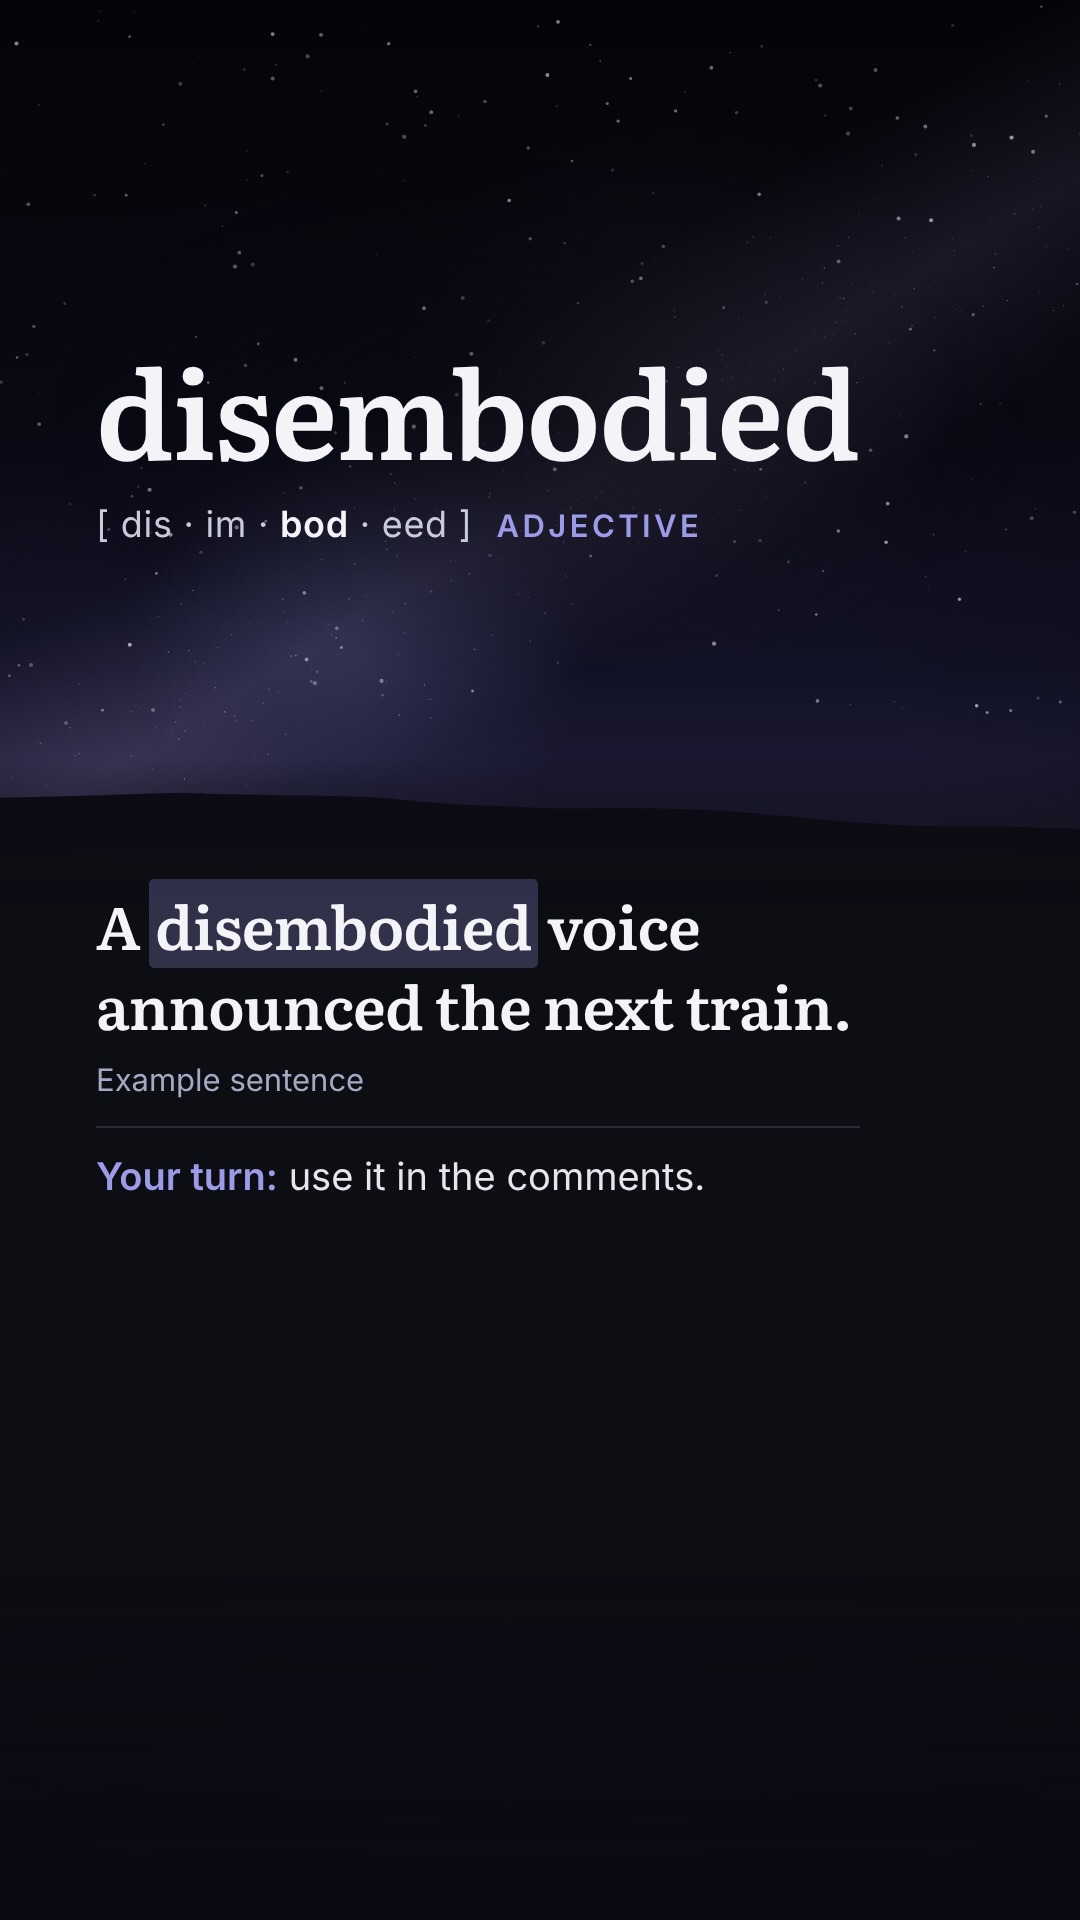 disembodied
[ dis · im · bod · eed ] ADJECTIVE
A disembodied voice
announced the next train.
Example sentence
Your turn: use it in the comments.